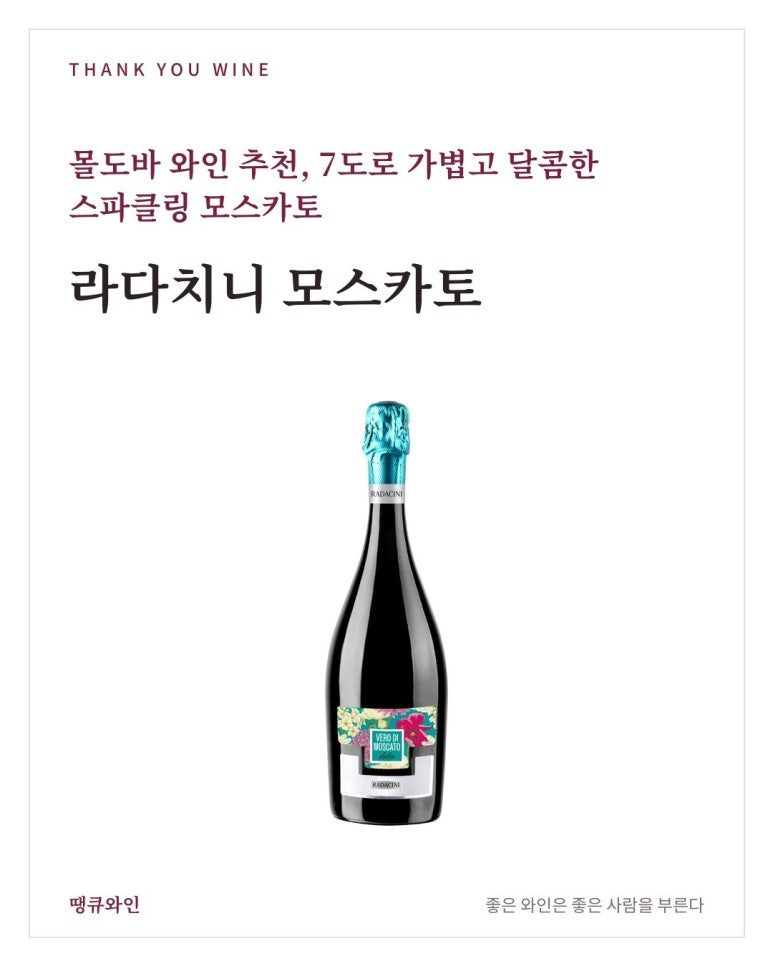 THANK YOU WINE
몰도바 와인 추천, 7도로 가볍고 달콤한
스파클링 모스카토
라다치니 모스카토
RADACINI
VERO DI
MOSCATO
dolce
RADACINI
땡큐와인
좋은 와인은 좋은 사람을 부른다